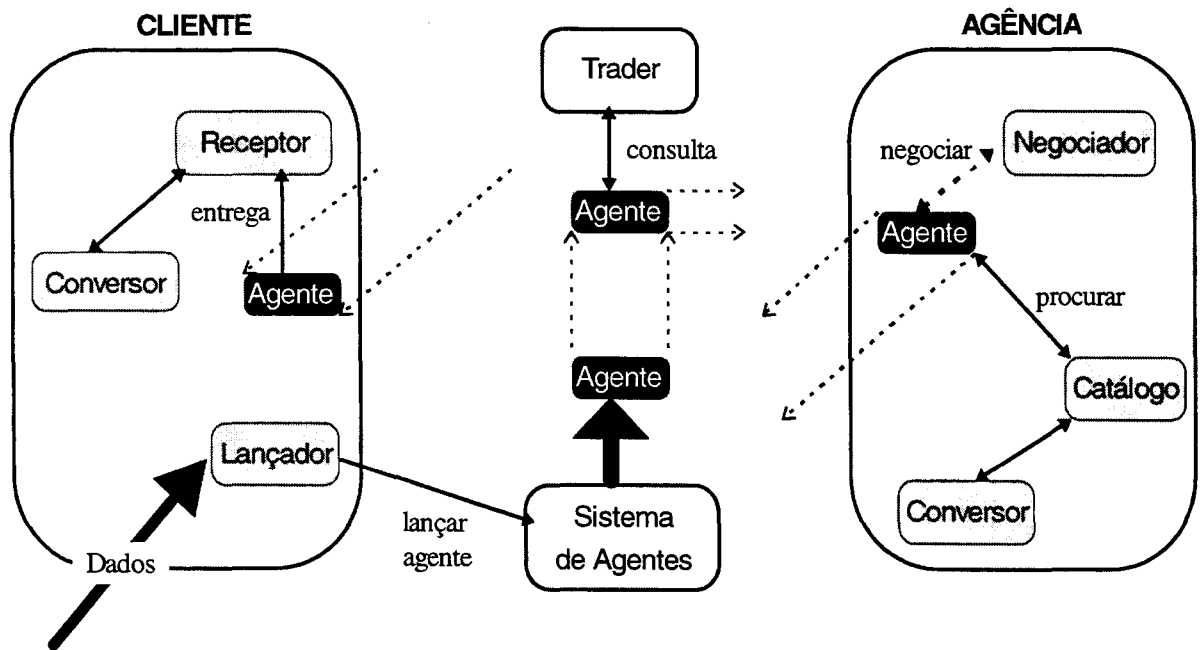 CLIENTE
AGÊNCIA
Trader
Receptor
consulta
negociar
Negociador
entrega
Agente
Agente
Conversor
Agente
procurar
Agente
Catálogo
Lançador
Conversor
lançar
agente
Sistema
de Agentes
Dados